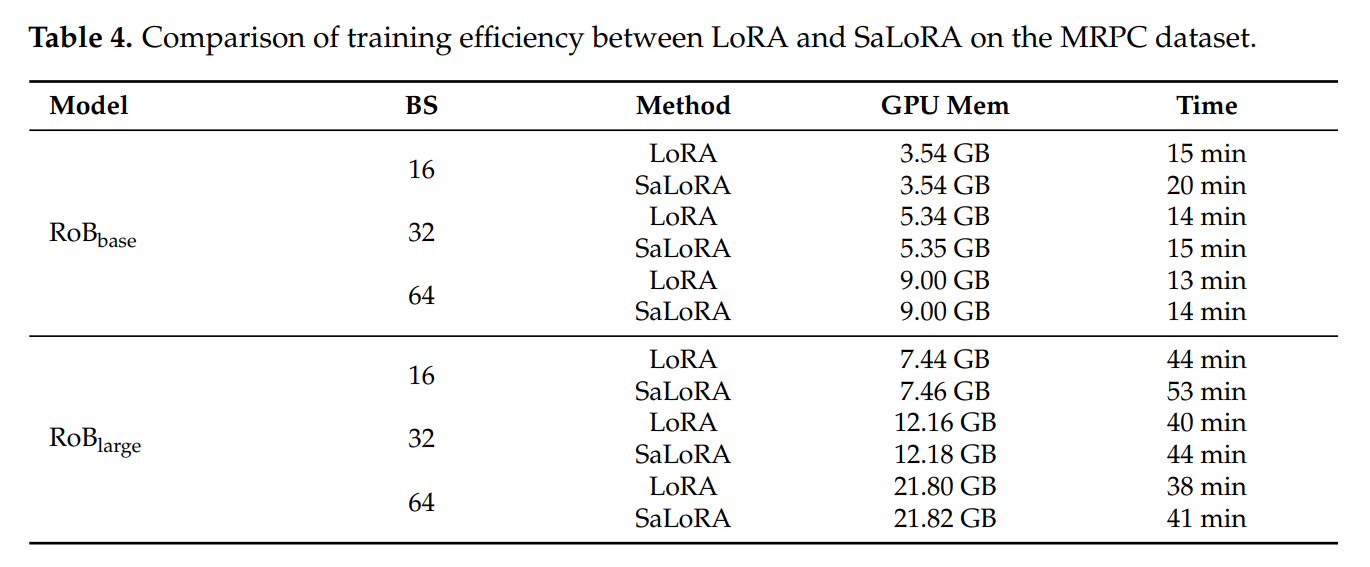 Table 4. Comparison of training efficiency between LoRA and SaLoRA on the MRPC dataset.
Model BS Method GPU Mem Time
RoBbase 16 LoRA 3.54 GB 15 min
SaLoRA 3.54 GB 20 min
32 LoRA 5.34 GB 14 min
SaLoRA 5.35 GB 15 min
64 LoRA 9.00 GB 13 min
SaLoRA 9.00 GB 14 min
RoBlarge 16 LoRA 7.44 GB 44 min
SaLoRA 7.46 GB 53 min
32 LoRA 12.16 GB 40 min
SaLoRA 12.18 GB 44 min
64 LoRA 21.80 GB 38 min
SaLoRA 21.82 GB 41 min